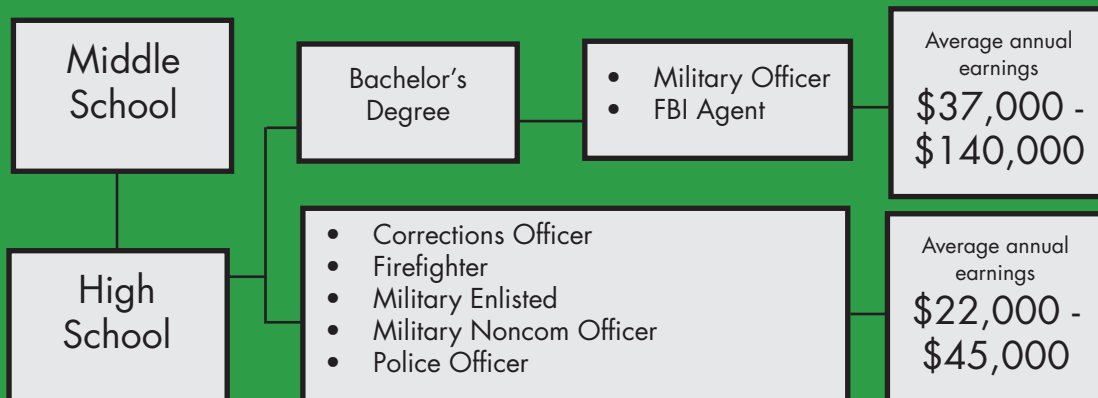 Middle
School
Bachelor's
Degree
• Military Officer
• FBI Agent
Average annual
earnings
$37,000 -
$140,000
High
School
• Corrections Officer
• Firefighter
• Military Enlisted
• Military Noncom Officer
• Police Officer
Average annual
earnings
$22,000 -
$45,000